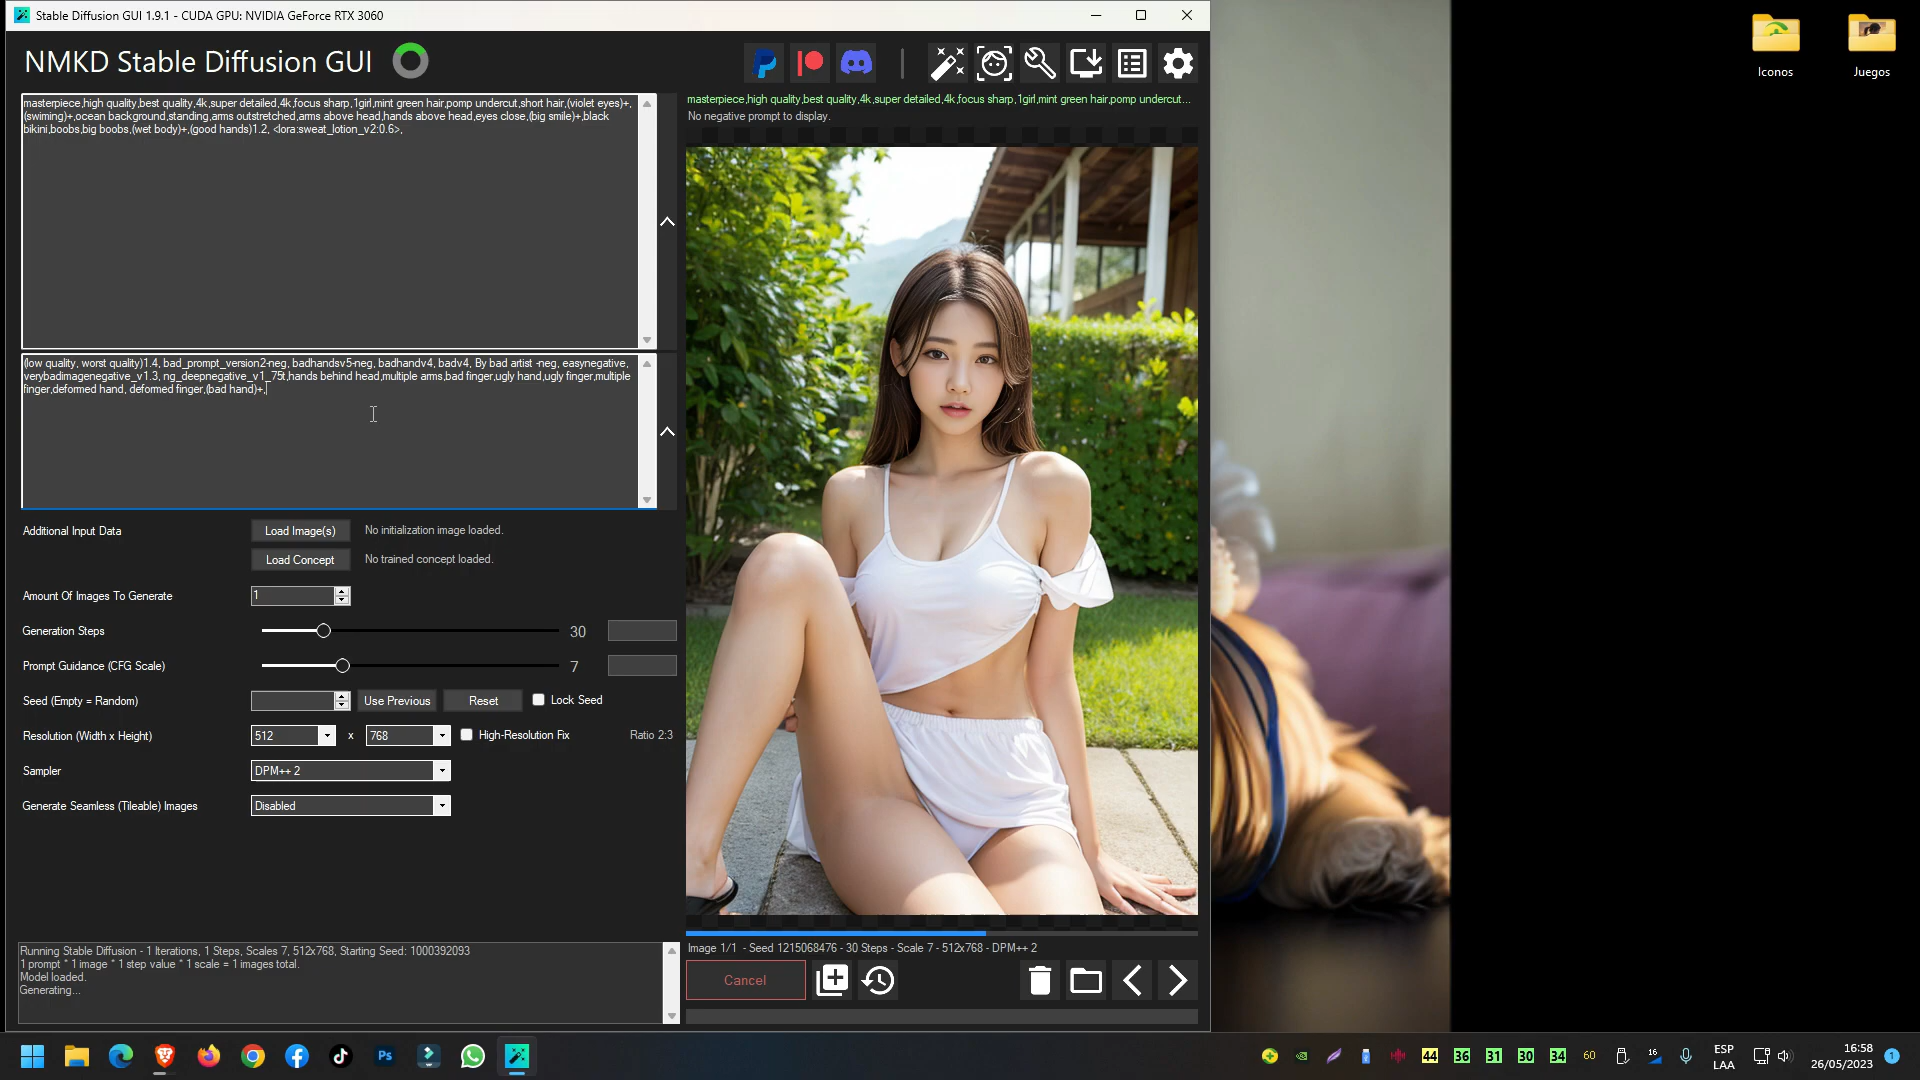 Stable Diffusion GUI 1.9.1 - CUDA GPU: NVIDIA GeForce RTX 3060
NMKD Stable Diffusion GUI
masterpiece,high quality,best quality,4k,super detailed,4k,focus sharp,1girl,mint green hair,pomp undercut,short hair,(violet eyes)+,
(swiming)+,ocean background,standing,arms outstretched,arms above head,hands above head,eyes close,(big smile)+,black
bikini,boobs,big boobs,(wet body)+,(good hands)1.2, <lora:sweat_lotion_v2:0.6>,
masterpiece,high quality,best quality,4k,super detailed,4k,focus sharp,1girl,mint green hair,pomp undercut...
No negative prompt to display.
(low quality, worst quality)1.4, bad_prompt_version2-neg, badhandsv5-neg, badhandv4, badv4, By bad artist -neg, easynegative,
verybadimagenegative_v1.3, ng_deepnegative_v1_75t,hands behind head,multiple arms,bad finger,ugly hand,ugly finger,multiple
finger,deformed hand, deformed finger,(bad hand)+,
Additional Input Data
Load Image(s)
No initialization image loaded.
Load Concept
No trained concept loaded.
Amount Of Images To Generate
1
Generation Steps
30
Prompt Guidance (CFG Scale)
7
Seed (Empty = Random)
Use Previous
Reset
Lock Seed
Resolution (Width x Height)
512
x
768
High-Resolution Fix
Ratio 2:3
Sampler
DPM++ 2
Generate Seamless (Tileable) Images
Disabled
Running Stable Diffusion - 1 Iterations, 1 Steps, Scales 7, 512x768, Starting Seed: 1000392093
1 prompt * 1 image * 1 step value * 1 scale = 1 images total.
Model loaded.
Generating...
Image 1/1 - Seed 1215068476 - 30 Steps - Scale 7 - 512x768 - DPM++ 2
Cancel
Iconos
Juegos
Ps
44
36
31
30
34
60
16
ESP
LAA
16:58
26/05/2023
1